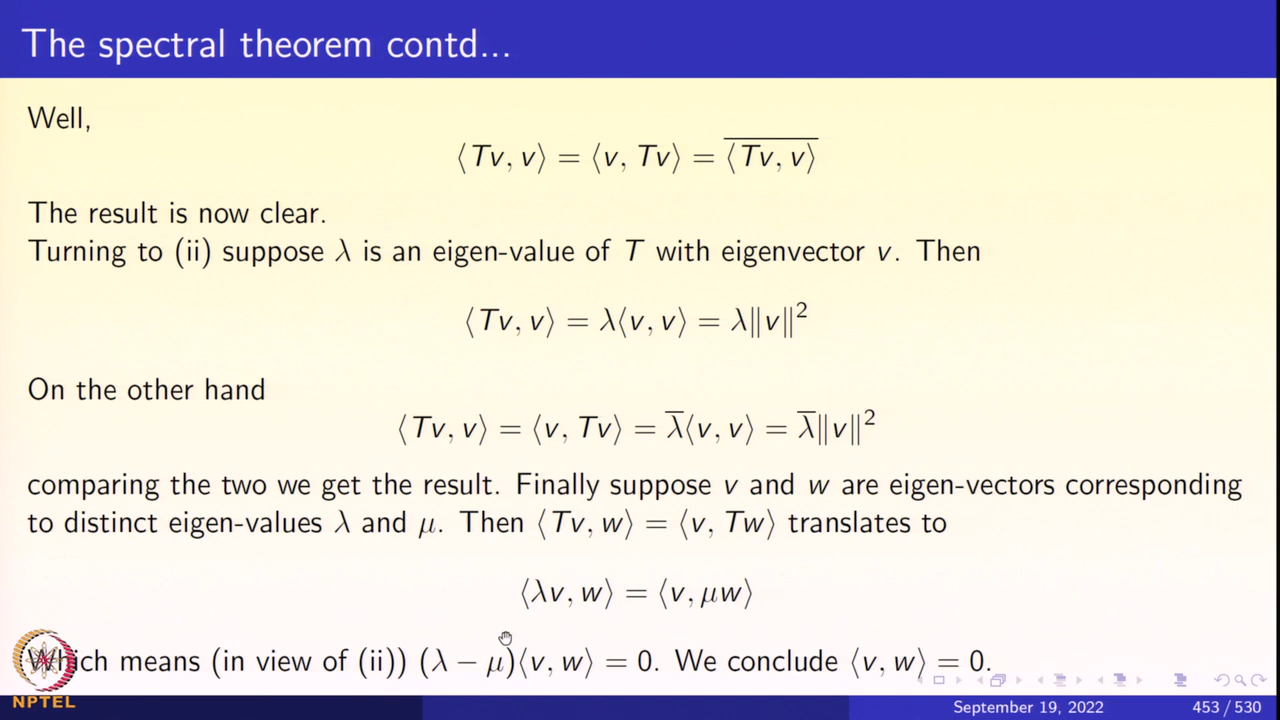 The spectral theorem contd...
Well,
⟨Tv, v⟩ = ⟨v, Tv⟩ = \overline{⟨Tv, v⟩}
The result is now clear.
Turning to (ii) suppose λ is an eigen-value of T with eigenvector v. Then
⟨Tv, v⟩ = λ⟨v, v⟩ = λ‖v‖²
On the other hand
⟨Tv, v⟩ = ⟨v, Tv⟩ = \overline{λ}⟨v, v⟩ = \overline{λ}‖v‖²
comparing the two we get the result. Finally suppose v and w are eigen-vectors corresponding
to distinct eigen-values λ and μ. Then ⟨Tv, w⟩ = ⟨v, Tw⟩ translates to
⟨λv, w⟩ = ⟨v, μw⟩
Which means (in view of (ii)) (λ − μ)⟨v, w⟩ = 0. We conclude ⟨v, w⟩ = 0.
NPTEL
September 19, 2022 453 / 530